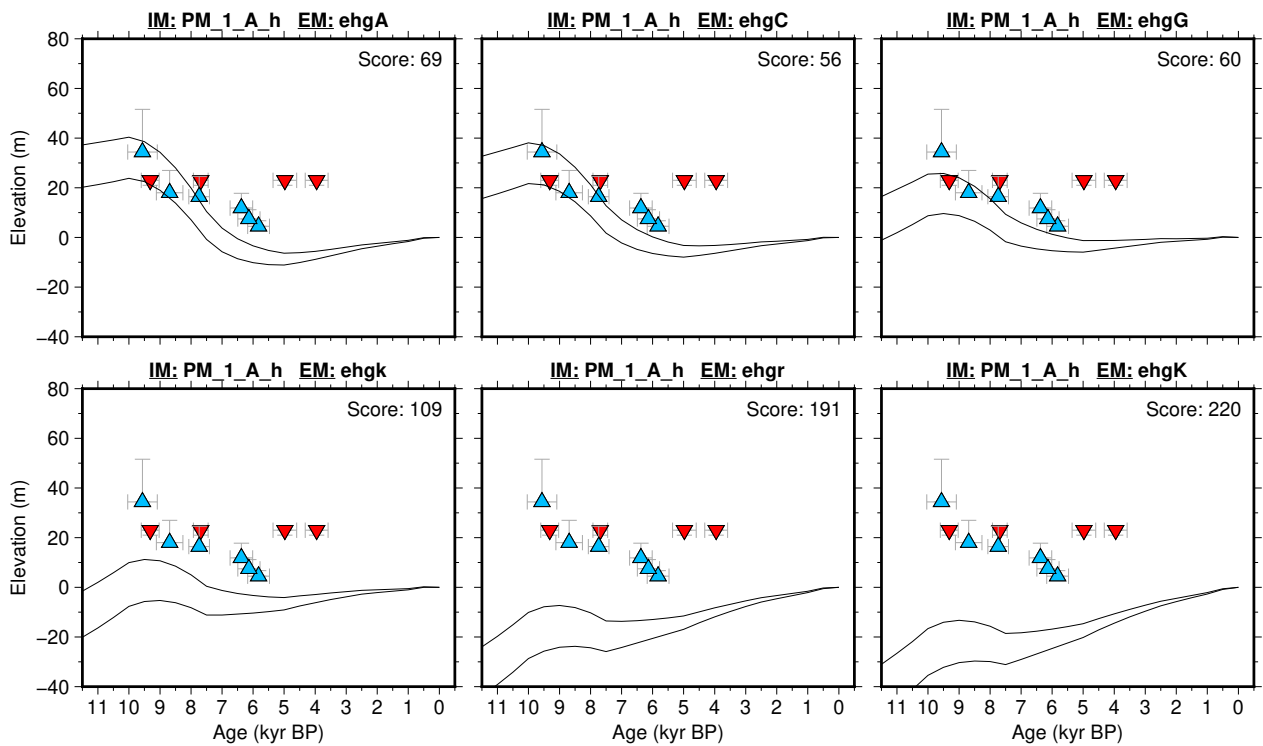 IM: PM_1_A_h EM: ehgA
IM: PM_1_A_h EM: ehgC
IM: PM_1_A_h EM: ehgG
Score: 69
Score: 56
Score: 60
80
60
40
20
0
−20
−40
Elevation (m)
IM: PM_1_A_h EM: ehgk
IM: PM_1_A_h EM: ehgr
IM: PM_1_A_h EM: ehgK
Score: 109
Score: 191
Score: 220
80
60
40
20
0
−20
−40
Elevation (m)
11 10 9 8 7 6 5 4 3 2 1 0
11 10 9 8 7 6 5 4 3 2 1 0
11 10 9 8 7 6 5 4 3 2 1 0
Age (kyr BP)
Age (kyr BP)
Age (kyr BP)